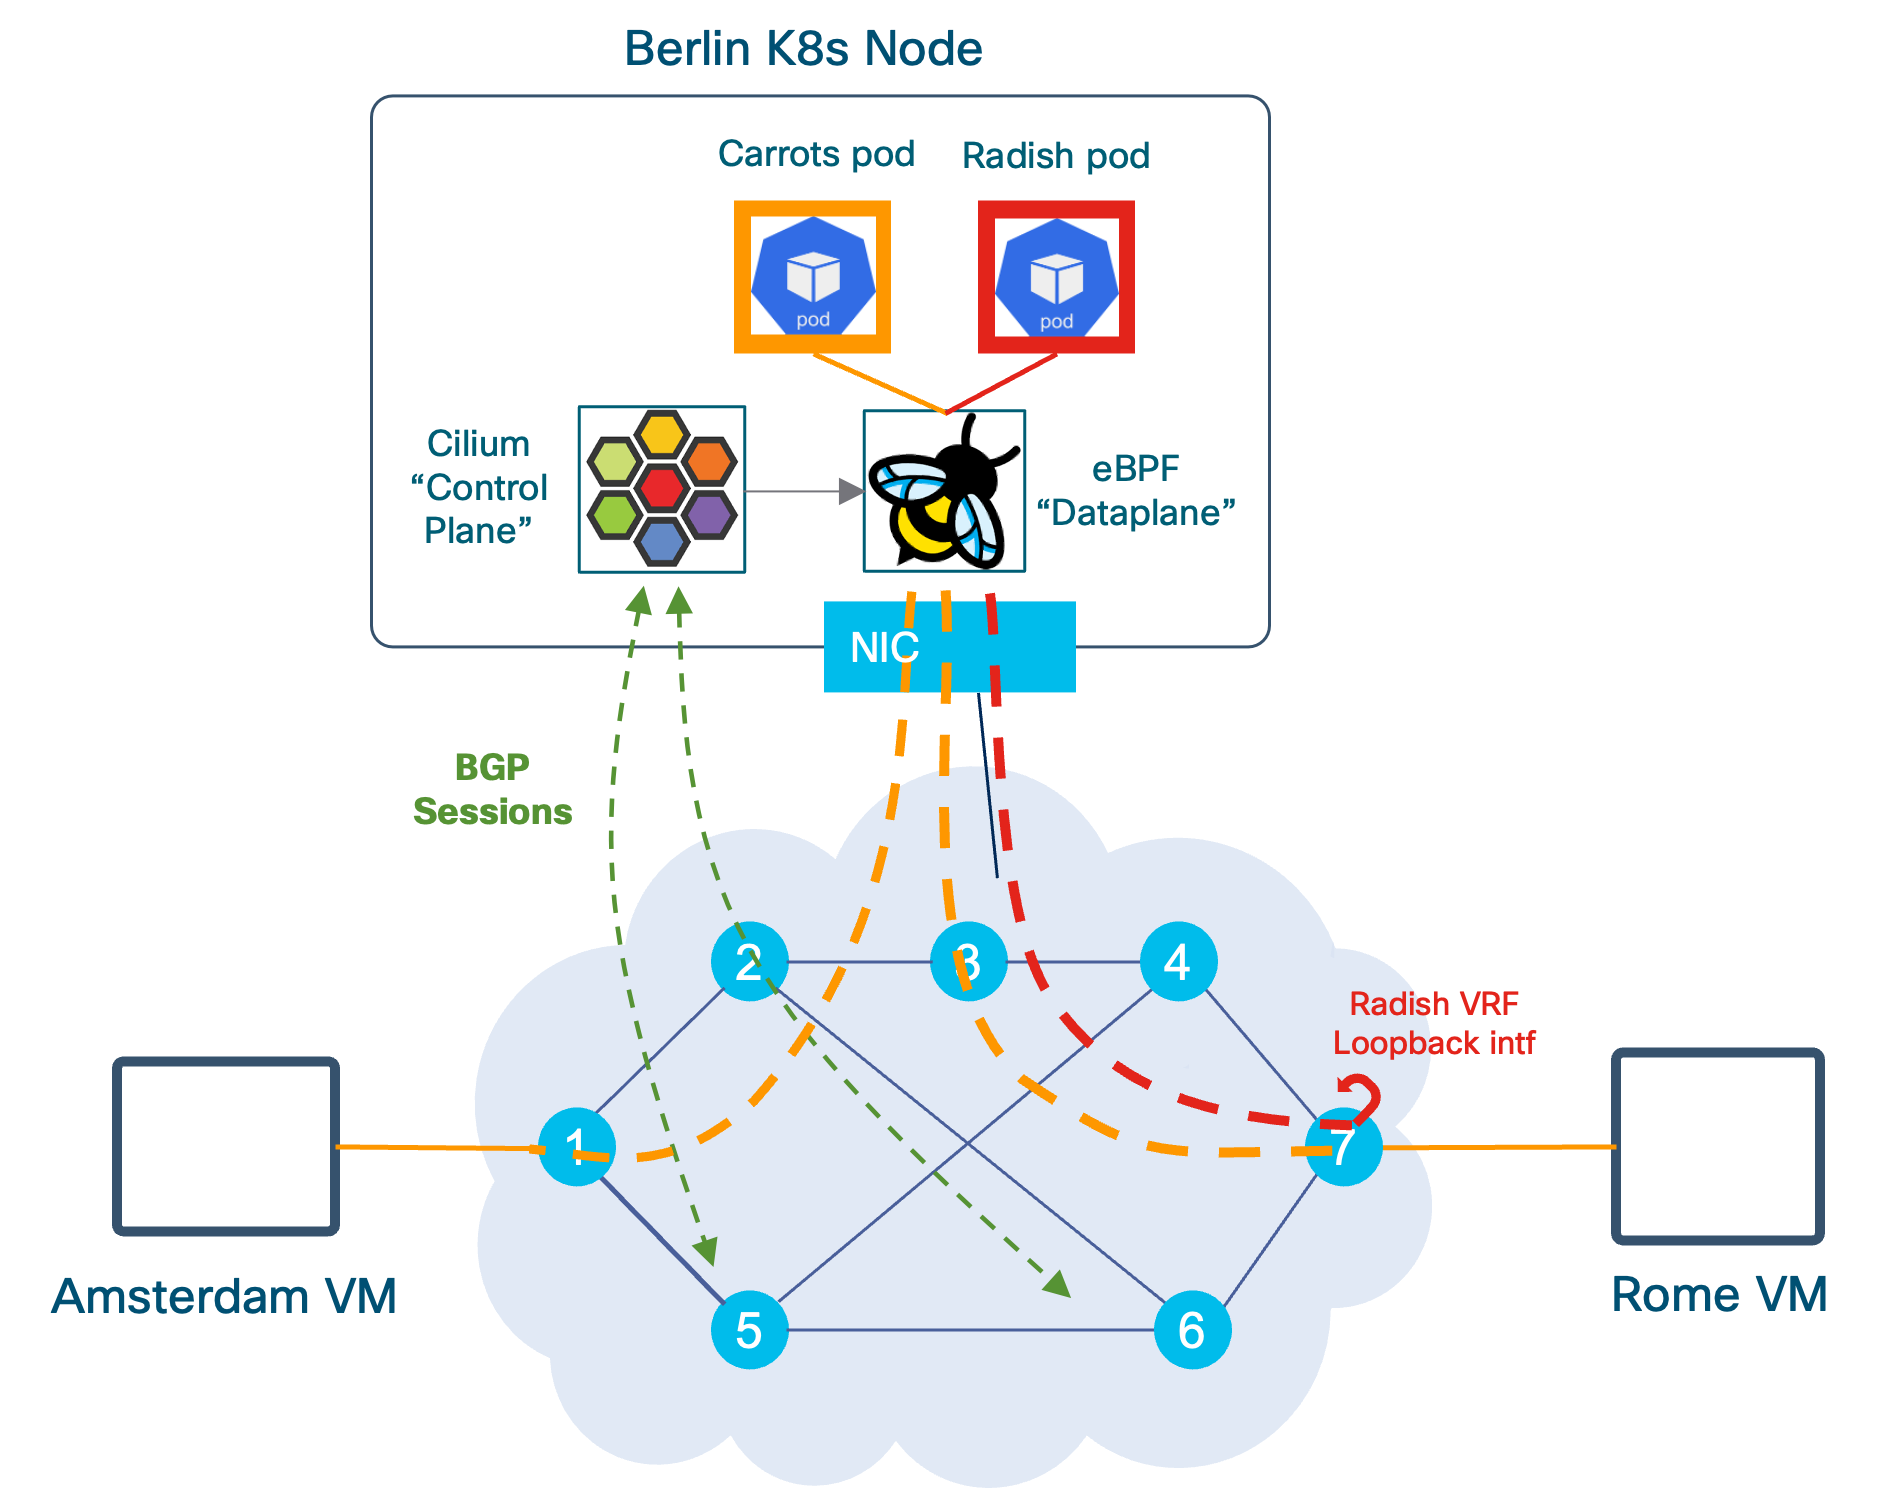 Berlin K8s Node
Carrots pod
Radish pod
pod
pod
Cilium
“Control
Plane”
eBPF
“Dataplane”
NIC
BGP
Sessions
2
3
4
Radish VRF
Loopback intf
1
7
5
6
Amsterdam VM
Rome VM